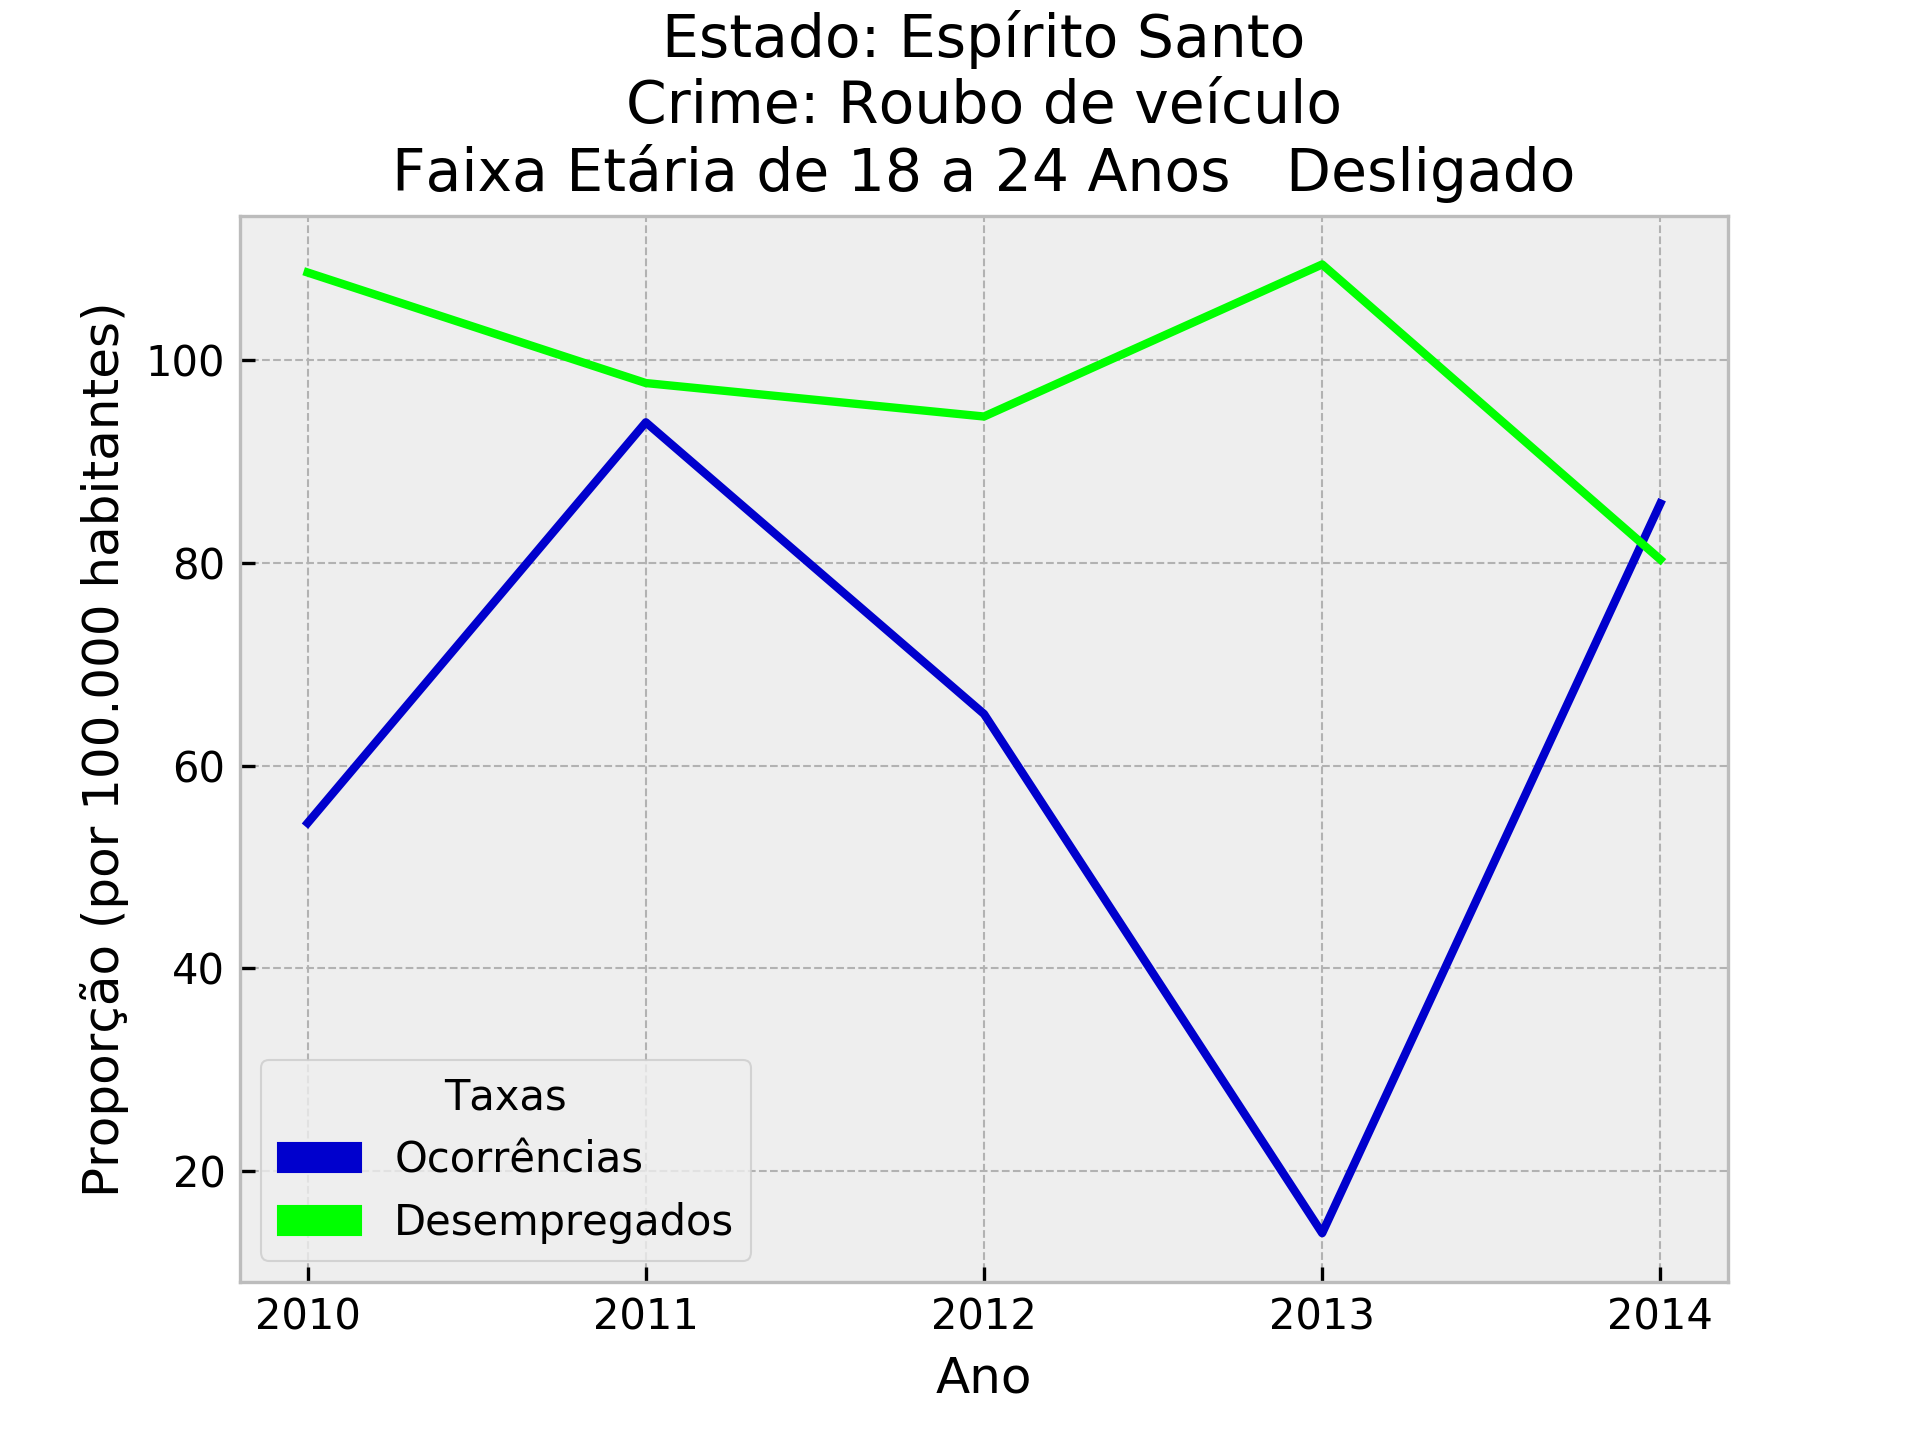 Estado: Espírito Santo
Crime: Roubo de veículo
Faixa Etária de 18 a 24 Anos   Desligado
Proporção (por 100.000 habitantes)
100
80
60
40
20
Taxas
Ocorrências
Desempregados
2010 2011 2012 2013 2014
Ano